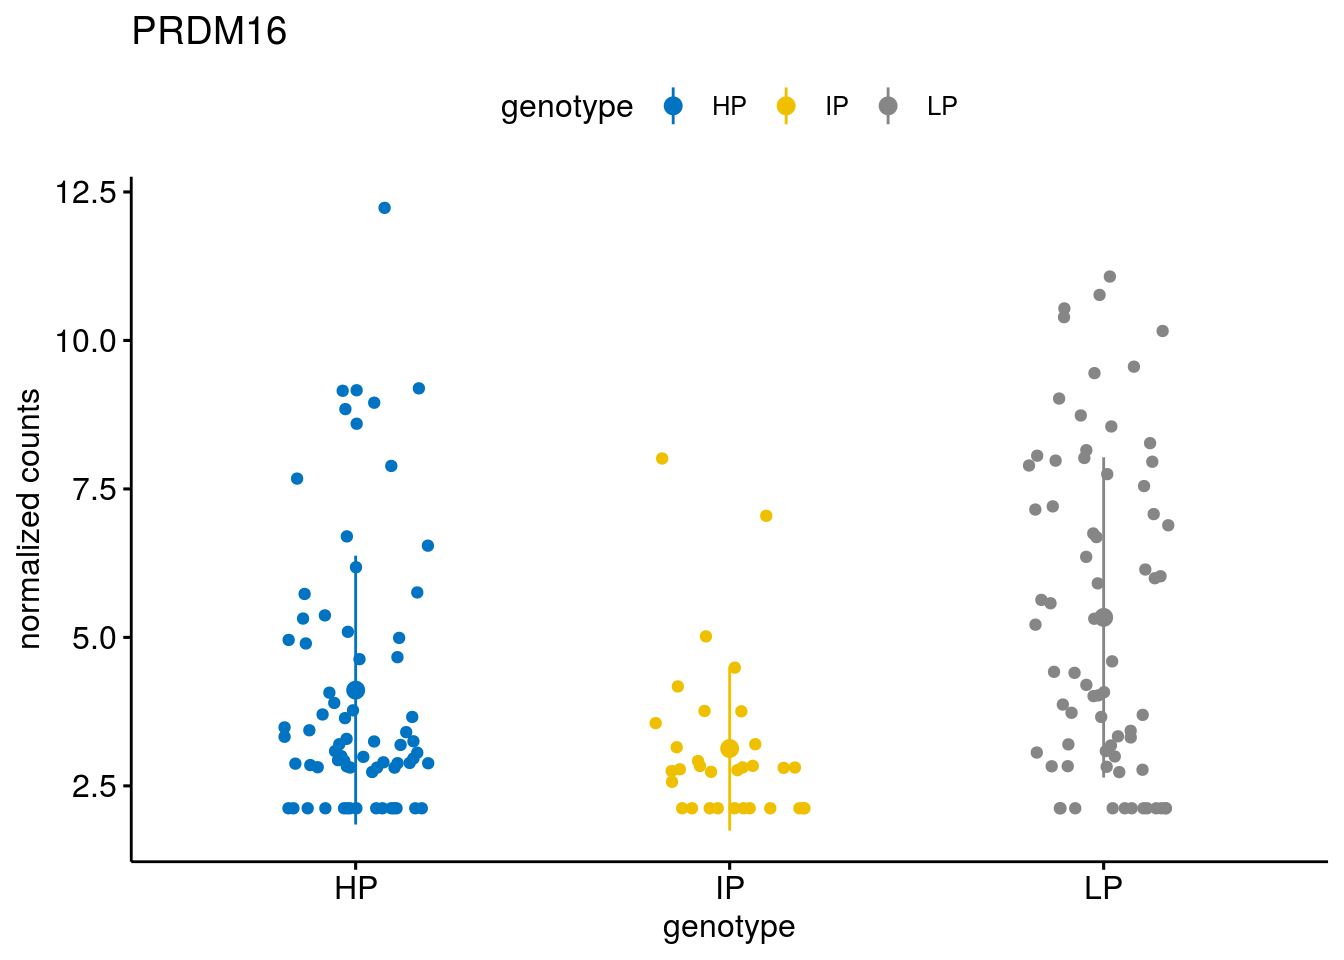 PRDM16
genotype HP IP LP
12.5
10.0
7.5
5.0
2.5
normalized counts
HP IP LP
genotype